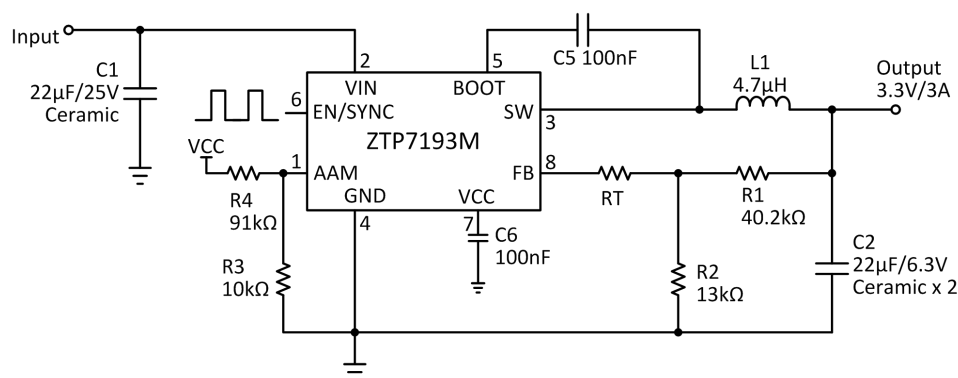 Input
C1
22µF/25V
Ceramic
2
VIN
5
BOOT
C5 100nF
L1
4.7µH
Output
3.3V/3A
6
EN/SYNC
SW
3
ZTP7193M
VCC
1
AAM
FB
8
R4
91kΩ
GND
4
VCC
7
C6
100nF
RT
R1
40.2kΩ
R3
10kΩ
R2
13kΩ
C2
22µF/6.3V
Ceramic x 2